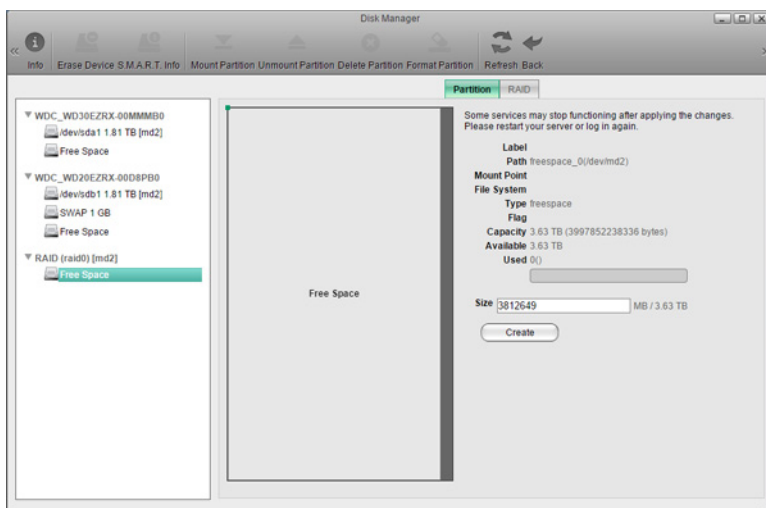 Disk Manager
Info Erase Device S.M.A.R.T. Info Mount Partition Unmount Partition Delete Partition Format Partition Refresh Back
Partition RAID
WDC_WD30EZRX-00MMMB0
/dev/sda1 1.81 TB [md2]
Free Space
WDC_WD20EZRX-00D8PB0
/dev/sdb1 1.81 TB [md2]
SWAP 1 GB
Free Space
RAID (raid0) [md2]
Free Space
Free Space
Some services may stop functioning after applying the changes.
Please restart your server or log in again.
Label
Path freespace_0(/dev/md2)
Mount Point
File System
Type freespace
Flag
Capacity 3.63 TB (3997852238336 bytes)
Available 3.63 TB
Used 0()
Size 3812649 MB / 3.63 TB
Create